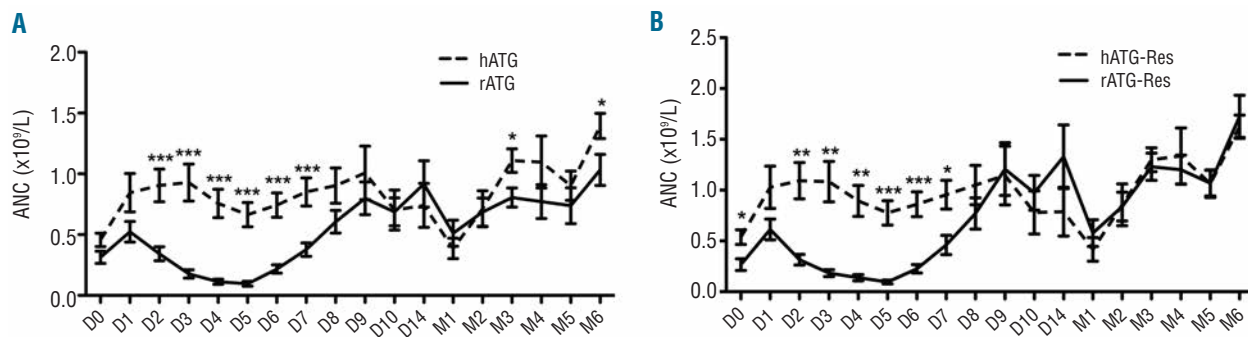 A
2.0
1.5
1.0
0.5
0.0
ANC (x10⁹/L)
hATG
rATG
***
***
***
***
***
***
*
*
D0 D1 D2 D3 D4 D5 D6 D7 D8 D9 D10 D14 M1 M2 M3 M4 M5 M6
B
2.5
2.0
1.5
1.0
0.5
0.0
ANC (x10⁹/L)
hATG-Res
rATG-Res
*
**
**
**
***
***
*
D0 D1 D2 D3 D4 D5 D6 D7 D8 D9 D10 D14 M1 M2 M3 M4 M5 M6